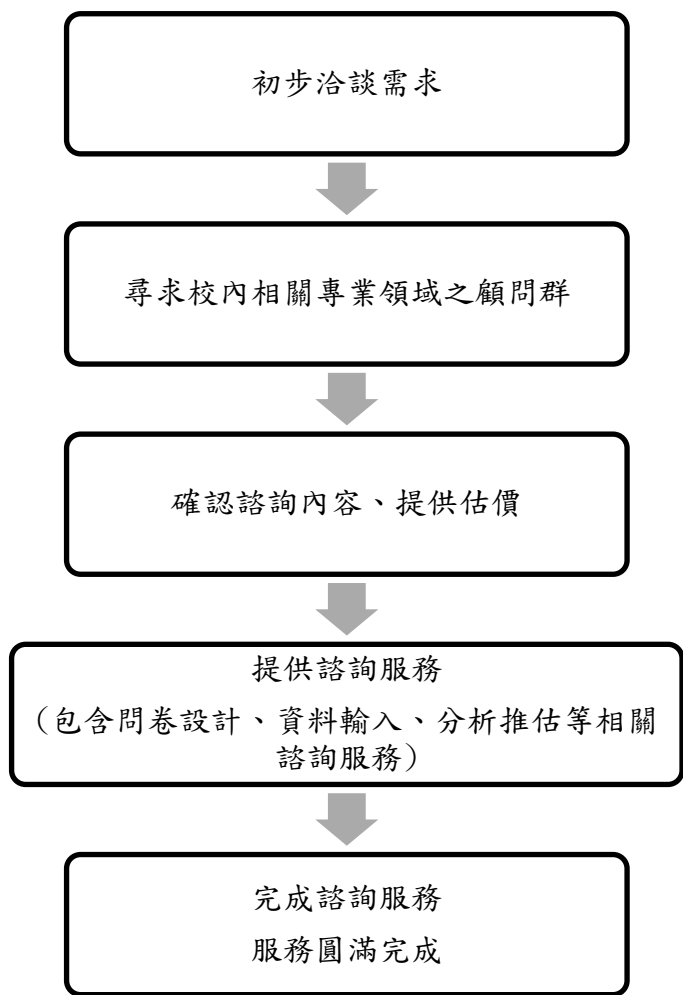 初步洽談需求
尋求校內相關專業領域之顧問群
確認諮詢內容、提供估價
提供諮詢服務
（包含問卷設計、資料輸入、分析推估等相關
諮詢服務）
完成諮詢服務
服務圓滿完成